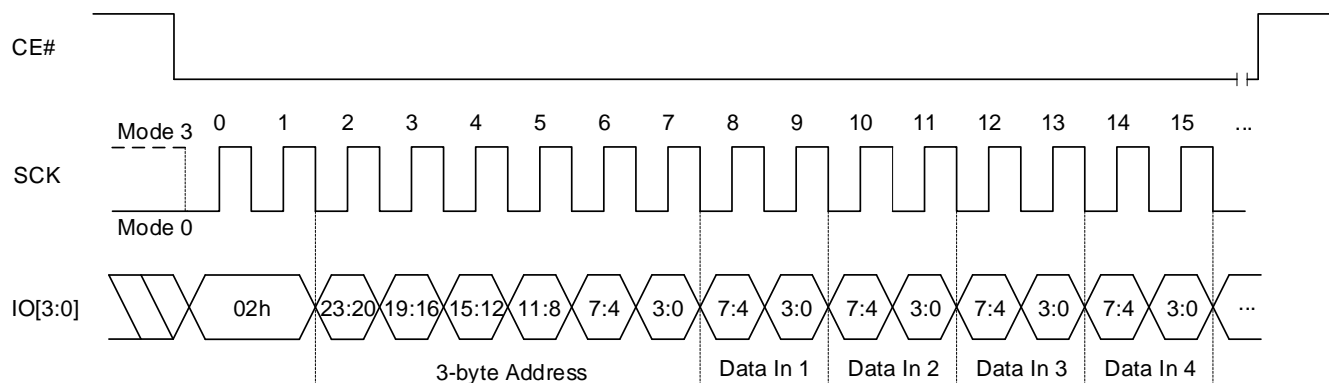 CE#
0 1 2 3 4 5 6 7 8 9 10 11 12 13 14 15 ...
Mode 3
SCK
Mode 0
IO[3:0] 02h 23:20 19:16 15:12 11:8 7:4 3:0 7:4 3:0 7:4 3:0 7:4 3:0 7:4 3:0 ...
3-byte Address Data In 1 Data In 2 Data In 3 Data In 4